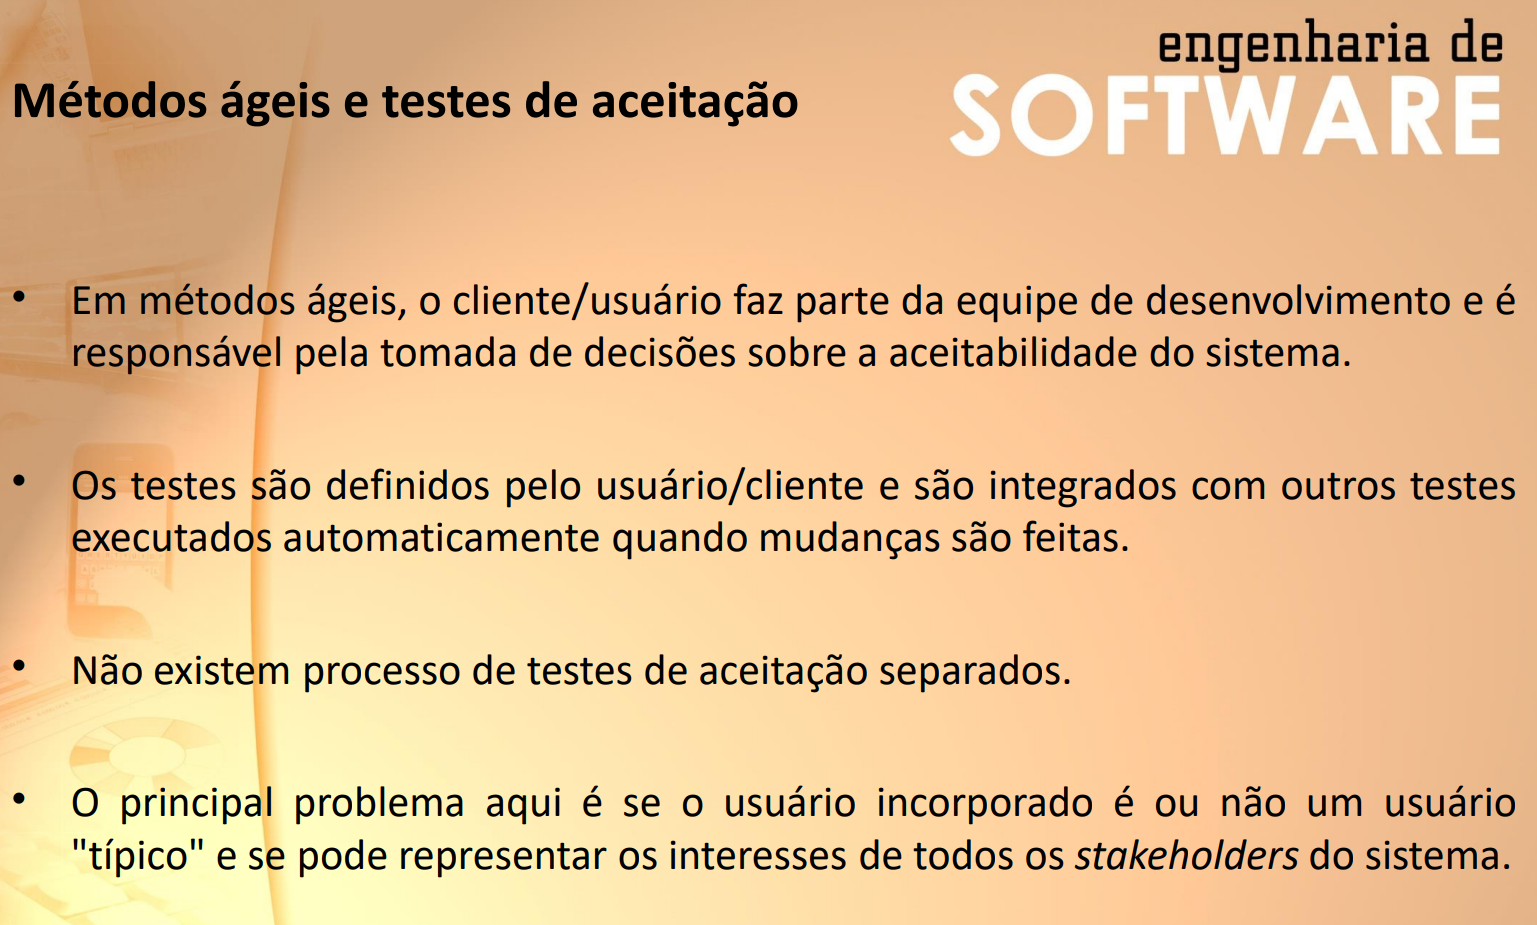 engenharia de
SOFTWARE
Métodos ágeis e testes de aceitação
• Em métodos ágeis, o cliente/usuário faz parte da equipe de desenvolvimento e é
responsável pela tomada de decisões sobre a aceitabilidade do sistema.
• Os testes são definidos pelo usuário/cliente e são integrados com outros testes
executados automaticamente quando mudanças são feitas.
• Não existem processo de testes de aceitação separados.
• O principal problema aqui é se o usuário incorporado é ou não um usuário
"típico" e se pode representar os interesses de todos os stakeholders do sistema.